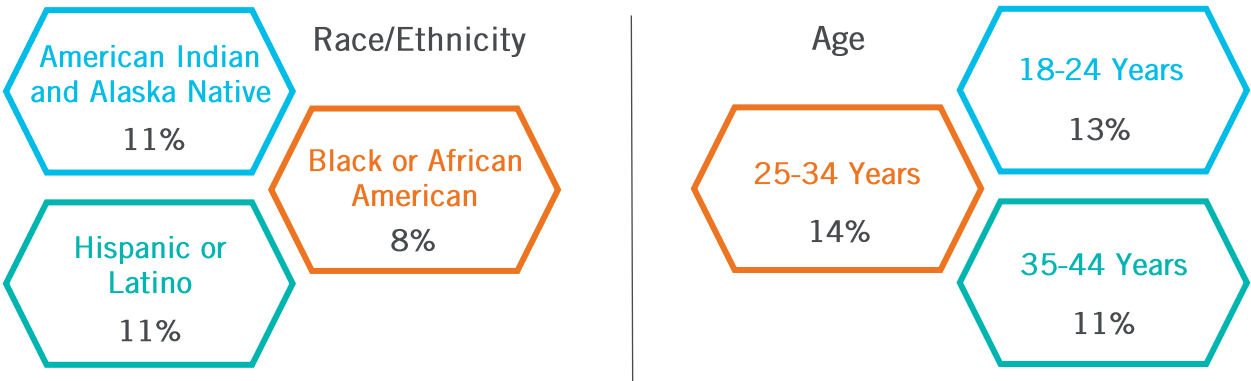 Race/Ethnicity
American Indian
and Alaska Native
11%
Black or African
American
8%
Hispanic or
Latino
11%
Age
18-24 Years
13%
25-34 Years
14%
35-44 Years
11%